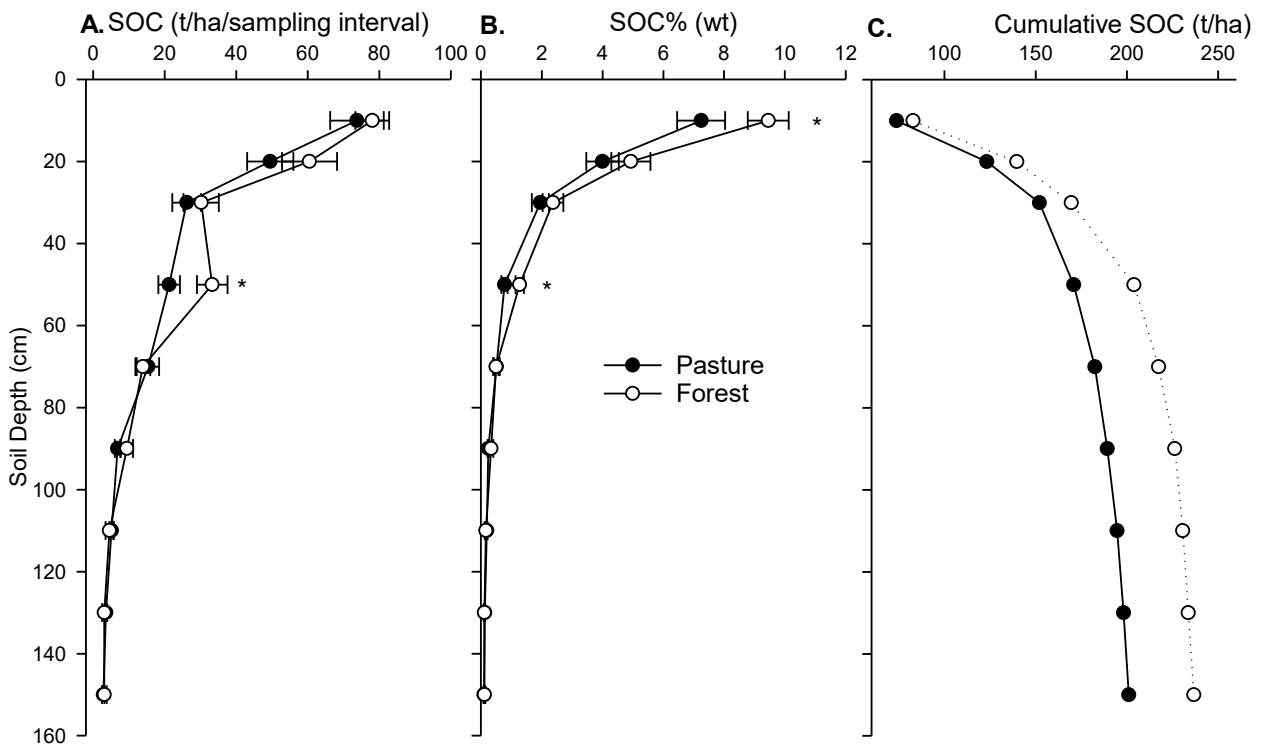 A. SOC (t/ha/sampling interval) B. SOC% (wt) C. Cumulative SOC (t/ha)
0 20 40 60 80 100 0 2 4 6 8 10 12 100 150 200 250
0
20
40
60
80
100
120
140
160
Soil Depth (cm)
*
*
*
Pasture
Forest